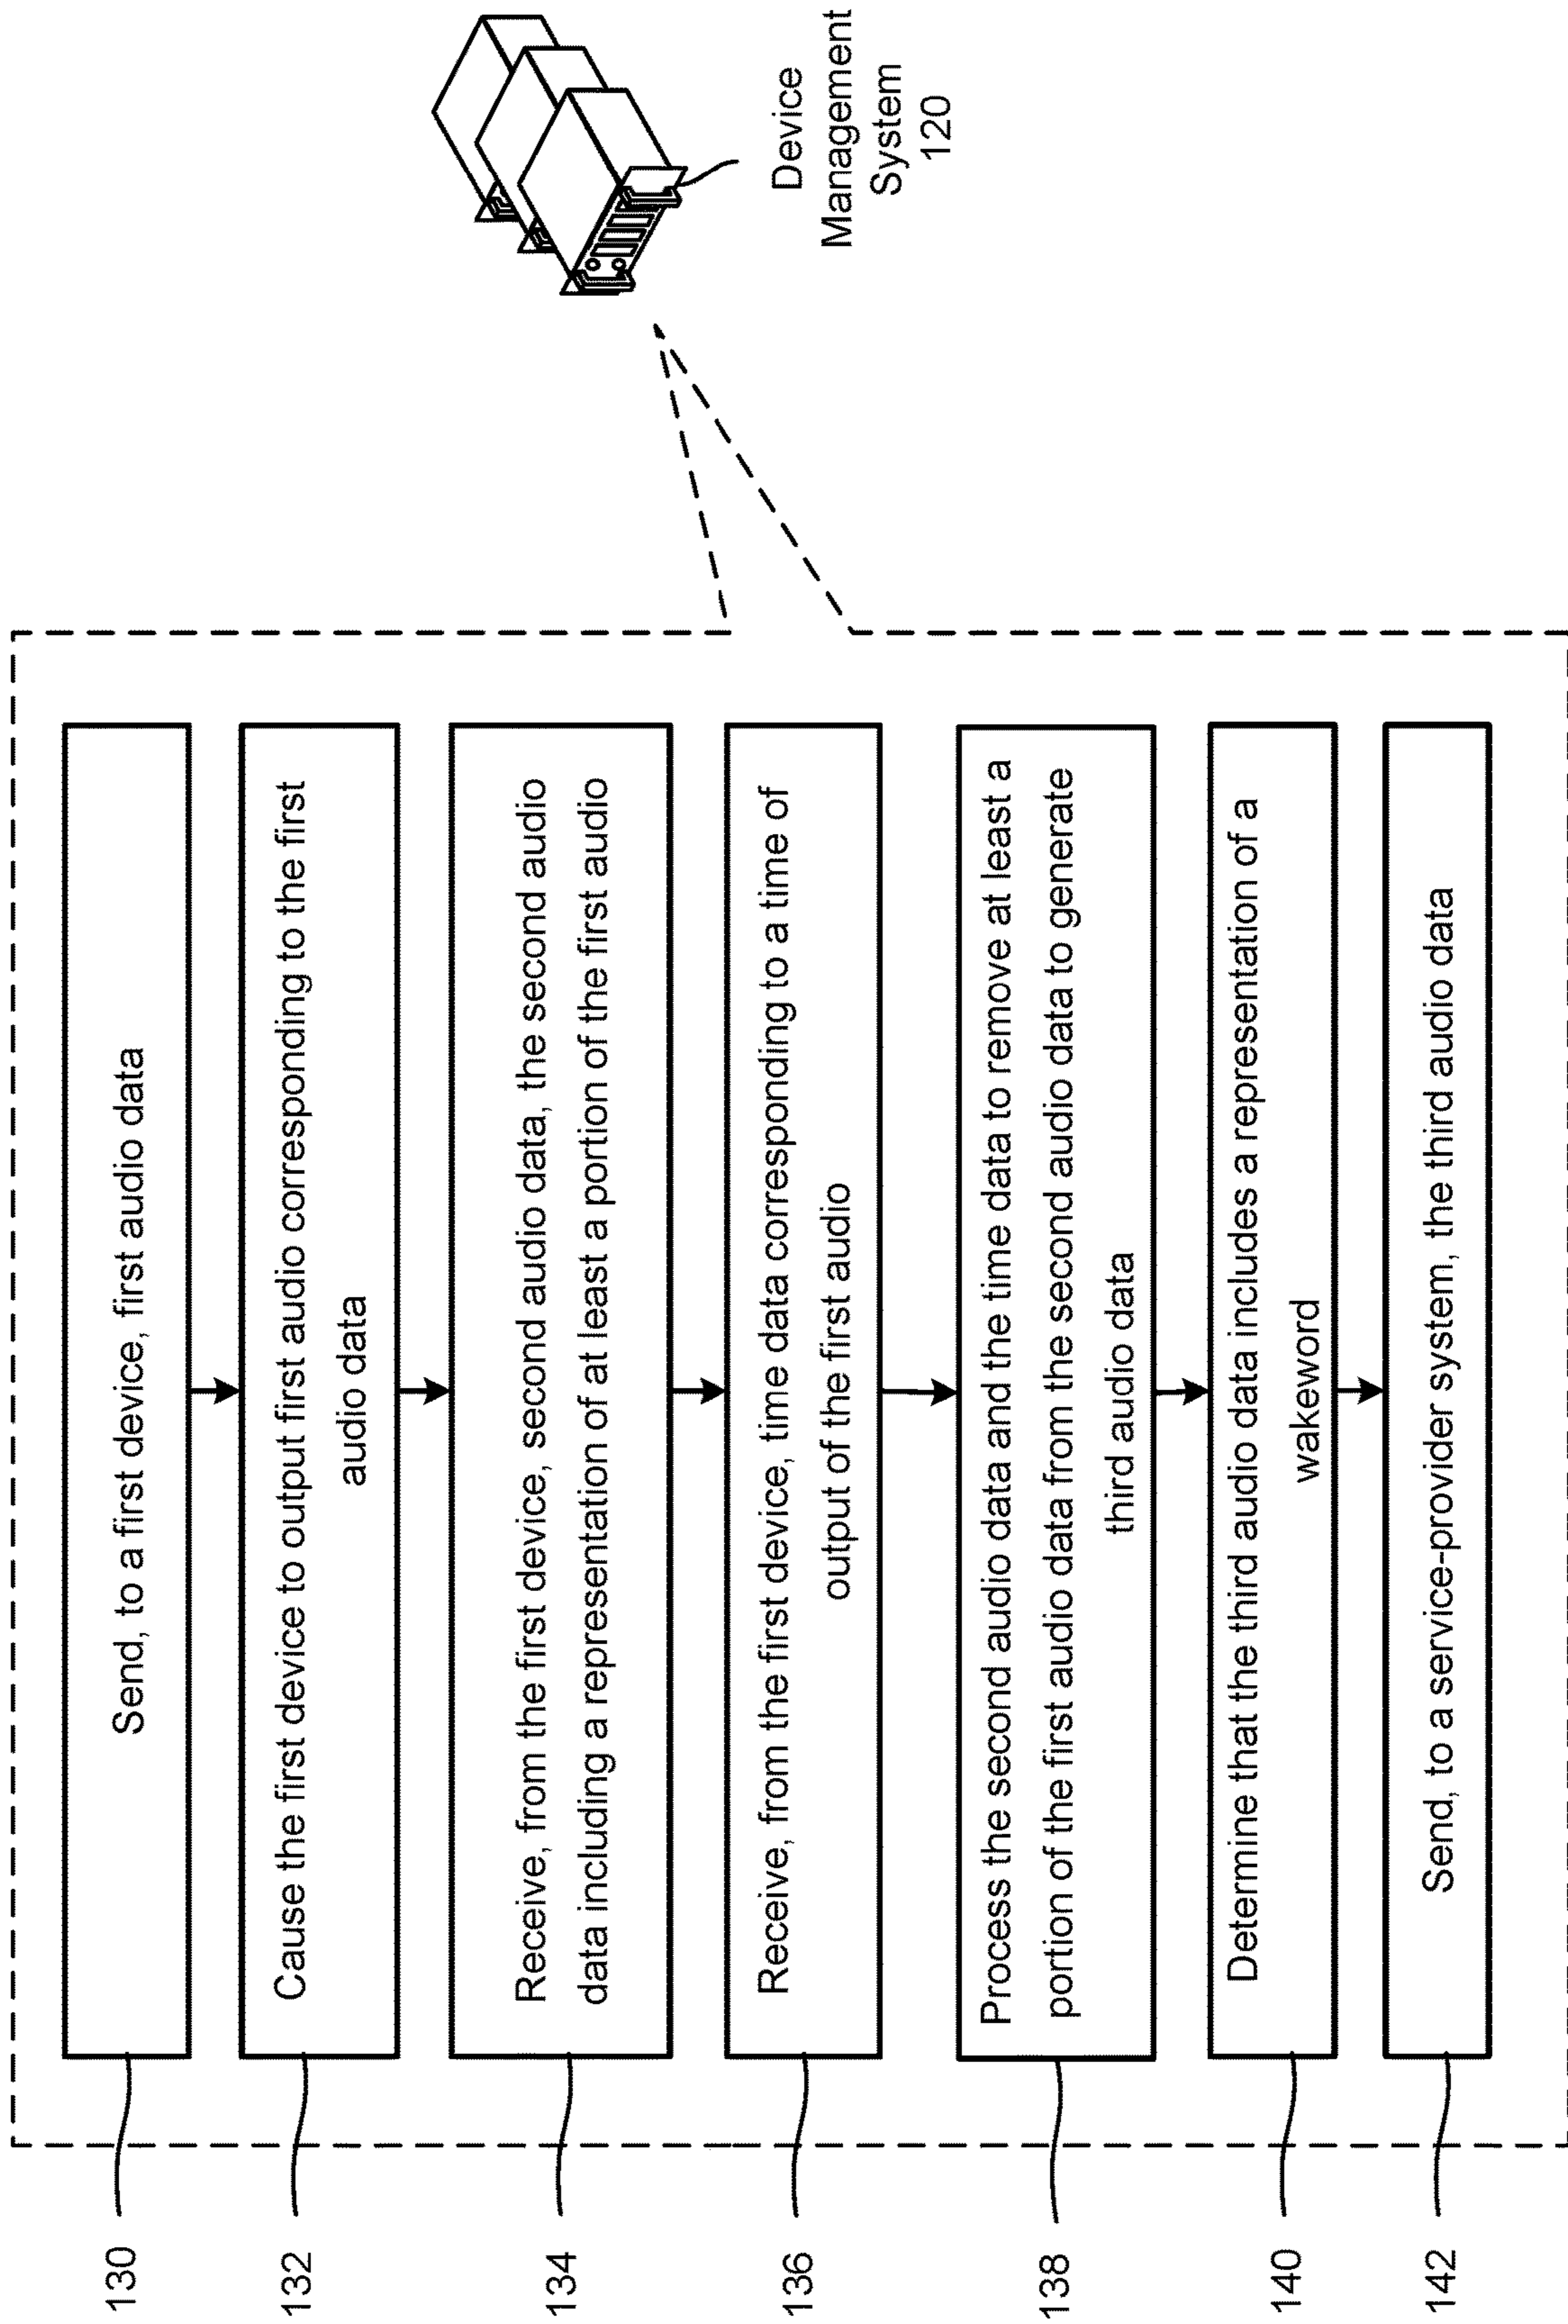 130
Send, to a first device, first audio data
132
Cause the first device to output first audio corresponding to the first
audio data
134
Receive, from the first device, second audio data, the second audio
data including a representation of at least a portion of the first audio
136
Receive, from the first device, time data corresponding to a time of
output of the first audio
138
Process the second audio data and the time data to remove at least a
portion of the first audio data from the second audio data to generate
third audio data
140
Determine that the third audio data includes a representation of a
wakeword
142
Send, to a service-provider system, the third audio data
Device
Management
System
120